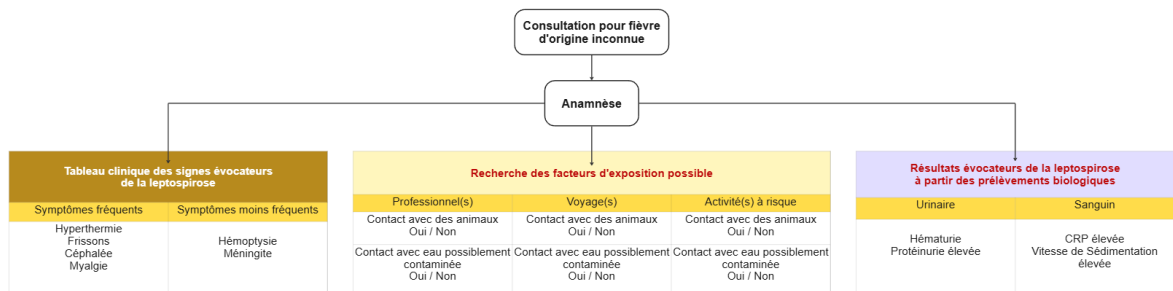 Consultation pour fièvre
d'origine inconnue
Anamnèse
Tableau clinique des signes évocateurs
de la leptospirose
Symptômes fréquents
Symptômes moins fréquents
Hyperthermie
Frissons
Céphalée
Myalgie
Hémoptysie
Méningite
Recherche des facteurs d'exposition possible
Professionnel(s)
Voyage(s)
Activité(s) à risque
Contact avec des animaux
Oui / Non
Contact avec des animaux
Oui / Non
Contact avec des animaux
Oui / Non
Contact avec eau possiblement
contaminée
Oui / Non
Contact avec eau possiblement
contaminée
Oui / Non
Contact avec eau possiblement
contaminée
Oui / Non
Résultats évocateurs de la leptospirose
à partir des prélèvements biologiques
Urinaire
Sanguin
Hématurie
Protéinurie élevée
CRP élevée
Vitesse de Sédimentation
élevée